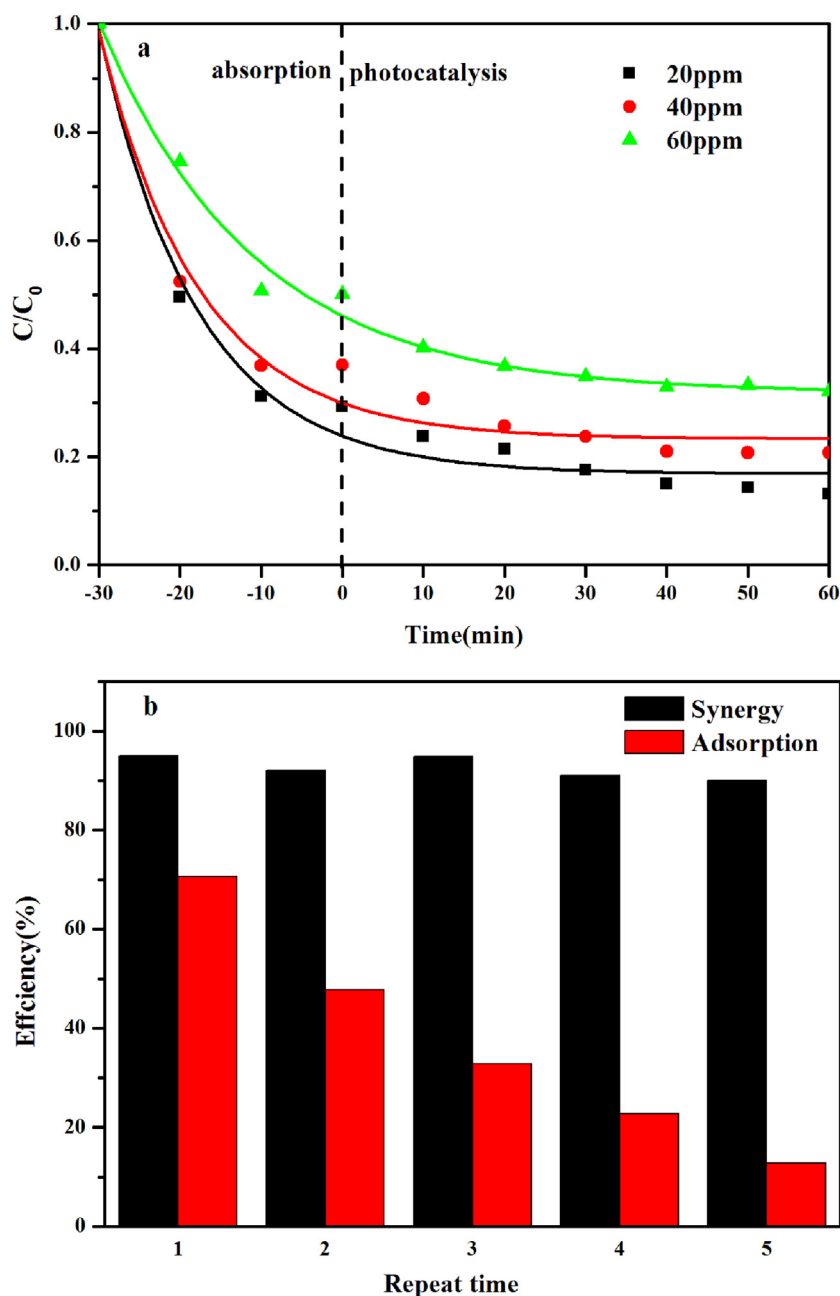 1.0
a
absorption
photocatalysis
20ppm
40ppm
60ppm
0.8
0.6
0.4
0.2
0.0
C/C0
-30 -20 -10 0 10 20 30 40 50 60
Time(min)
b
Synergy
Adsorption
100
80
60
40
20
0
Effciency(%)
1 2 3 4 5
Repeat time